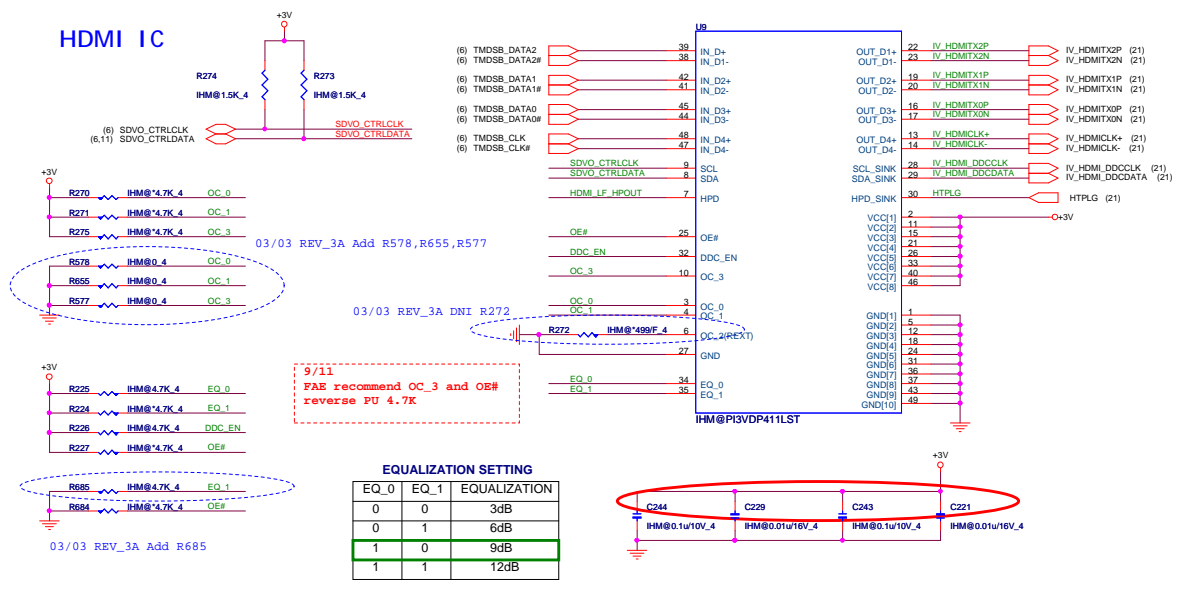 HDMI IC
+3V
R274
IHM@1.5K_4
R273
IHM@1.5K_4
(6) SDVO_CTRLCLK
(6,11) SDVO_CTRLDATA
SDVO_CTRLCLK
SDVO_CTRLDATA
+3V
R270 IHM@*4.7K_4 OC_0
R271 IHM@*4.7K_4 OC_1
R275 IHM@*4.7K_4 OC_3
03/03 REV_3A Add R578,R655,R577
R578 IHM@0_4 OC_0
R655 IHM@0_4 OC_1
R577 IHM@0_4 OC_3
03/03 REV_3A DNI R272
+3V
R225 IHM@4.7K_4 EQ_0
R224 IHM@*4.7K_4 EQ_1
R226 IHM@4.7K_4 DDC_EN
R227 IHM@*4.7K_4 OE#
R685 IHM@4.7K_4 EQ_1
R684 IHM@*4.7K_4 OE#
03/03 REV_3A Add R685
9/11
FAE recommend OC_3 and OE#
reverse PU 4.7K
EQUALIZATION SETTING
EQ_0 EQ_1 EQUALIZATION
0 0 3dB
0 1 6dB
1 0 9dB
1 1 12dB
U9
(6) TMDSB_DATA2 39 IN_D+
(6) TMDSB_DATA2# 38 IN_D1-
(6) TMDSB_DATA1 42 IN_D2+
(6) TMDSB_DATA1# 41 IN_D2-
(6) TMDSB_DATA0 45 IN_D3+
(6) TMDSB_DATA0# 44 IN_D3-
(6) TMDSB_CLK 48 IN_D4+
(6) TMDSB_CLK# 47 IN_D4-
SDVO_CTRLCLK 9 SCL
SDVO_CTRLDATA 8 SDA
HDMI_LF_HPOUT 7 HPD
OE# 25 OE#
DDC_EN 32 DDC_EN
OC_3 10 OC_3
OC_0 3 OC_0
OC_1 4 OC_1
R272 IHM@*499/F_4 6 OC_2(REXT)
27 GND
EQ_0 34 EQ_0
EQ_1 35 EQ_1
OUT_D1+ 22 IV_HDMITX2P IV_HDMITX2P (21)
OUT_D1- 23 IV_HDMITX2N IV_HDMITX2N (21)
OUT_D2+ 19 IV_HDMITX1P IV_HDMITX1P (21)
OUT_D2- 20 IV_HDMITX1N IV_HDMITX1N (21)
OUT_D3+ 16 IV_HDMITX0P IV_HDMITX0P (21)
OUT_D3- 17 IV_HDMITX0N IV_HDMITX0N (21)
OUT_D4+ 13 IV_HDMICLK+ IV_HDMICLK+ (21)
OUT_D4- 14 IV_HDMICLK- IV_HDMICLK- (21)
SCL_SINK 28 IV_HDMI_DDCCLK IV_HDMI_DDCCLK (21)
SDA_SINK 29 IV_HDMI_DDCDATA IV_HDMI_DDCDATA (21)
HPD_SINK 30 HTPLG HTPLG (21)
VCC[1] 2 +3V
VCC[2] 11
VCC[3] 15
VCC[4] 21
VCC[5] 26
VCC[6] 33
VCC[7] 40
VCC[8] 46
GND[1] 1
GND[2] 5
GND[3] 12
GND[4] 18
GND[5] 24
GND[6] 31
GND[7] 36
GND[8] 37
GND[9] 43
GND[10] 49
IHM@PI3VDP411LST
+3V
C244 C229 C243 C221
IHM@0.1u/10V_4 IHM@0.01u/16V_4 IHM@0.1u/10V_4 IHM@0.01u/16V_4